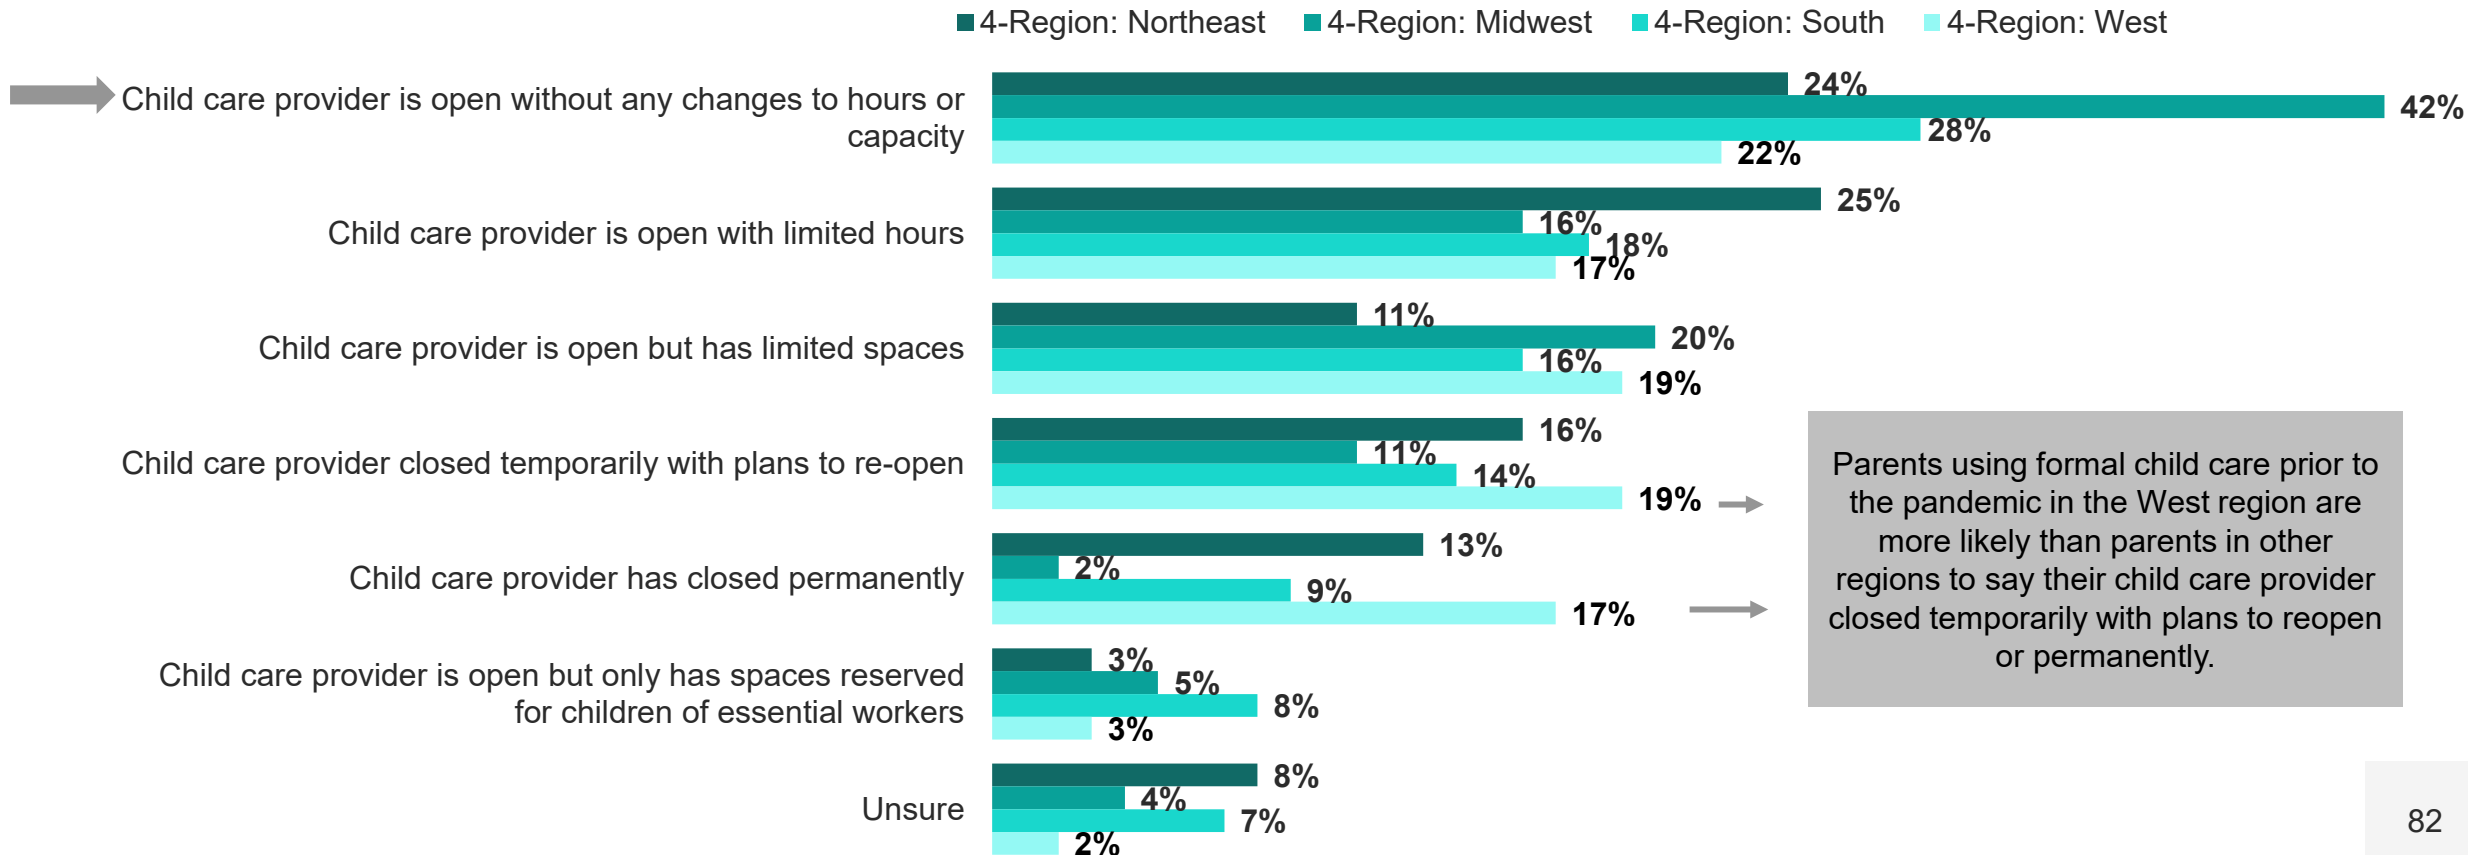 4-Region: Northeast 4-Region: Midwest 4-Region: South 4-Region: West
Child care provider is open without any changes to hours or
capacity
24%
42%
28%
22%
Child care provider is open with limited hours
25%
16%
18%
17%
Child care provider is open but has limited spaces
11%
20%
16%
19%
Child care provider closed temporarily with plans to re-open
16%
11%
14%
19%
Child care provider has closed permanently
13%
2%
9%
17%
Child care provider is open but only has spaces reserved
for children of essential workers
3%
5%
8%
3%
Unsure
8%
4%
7%
2%
Parents using formal child care prior to
the pandemic in the West region are
more likely than parents in other
regions to say their child care provider
closed temporarily with plans to reopen
or permanently.
82